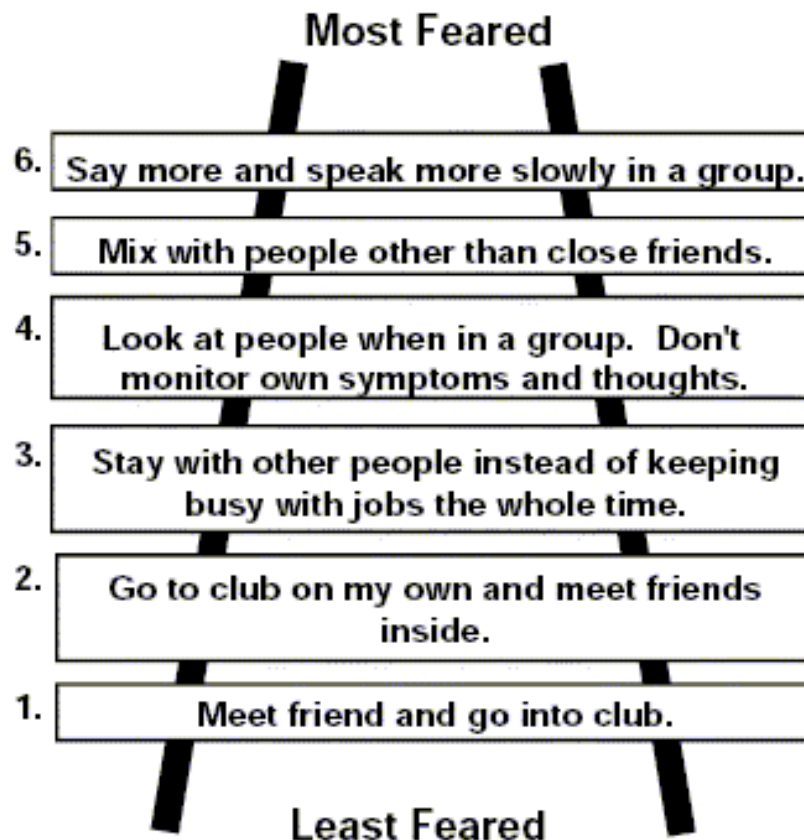 Most Feared
6. Say more and speak more slowly in a group.
5. Mix with people other than close friends.
4. Look at people when in a group. Don't
monitor own symptoms and thoughts.
3. Stay with other people instead of keeping
busy with jobs the whole time.
2. Go to club on my own and meet friends
inside.
1. Meet friend and go into club.
Least Feared